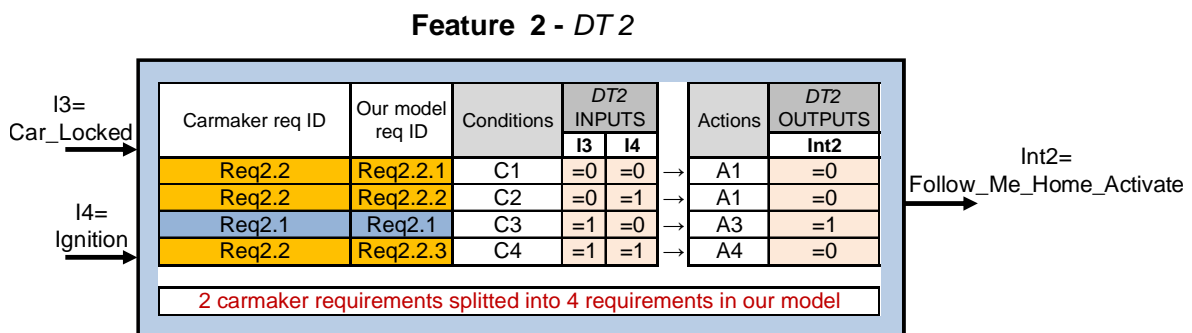 Feature 2 - DT 2
I3=
Car_Locked
I4=
Ignition
Carmaker req ID Our model req ID Conditions DT2 INPUTS → Actions DT2 OUTPUTS
I3 I4 Int2
Req2.2 Req2.2.1 C1 =0 =0 → A1 =0
Req2.2 Req2.2.2 C2 =0 =1 → A1 =0
Req2.1 Req2.1 C3 =1 =0 → A3 =1
Req2.2 Req2.2.3 C4 =1 =1 → A4 =0
2 carmaker requirements splitted into 4 requirements in our model
Int2=
Follow_Me_Home_Activate